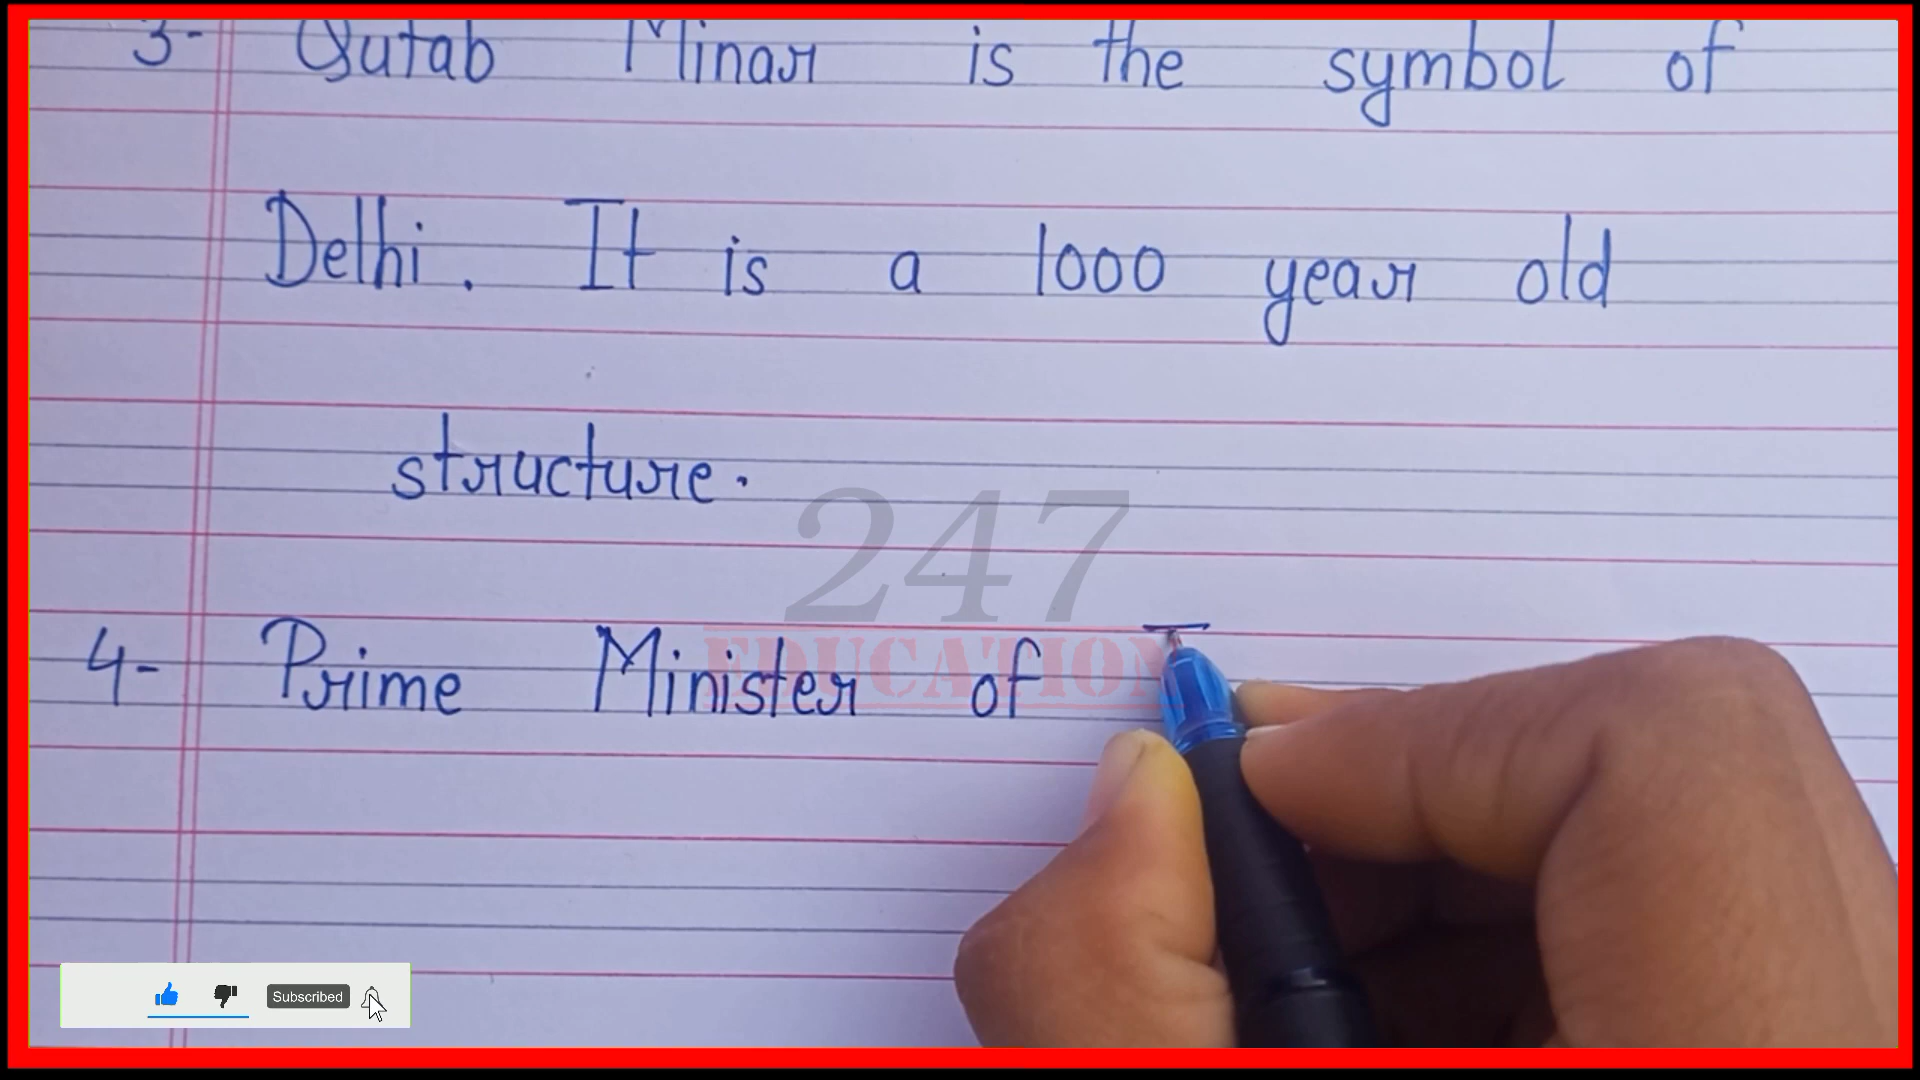 3- Qutab Minar is the symbol of
Delhi. It is a 1000 year old
structure.
247
EDUCATION
4- Prime Minister of
Subscribed